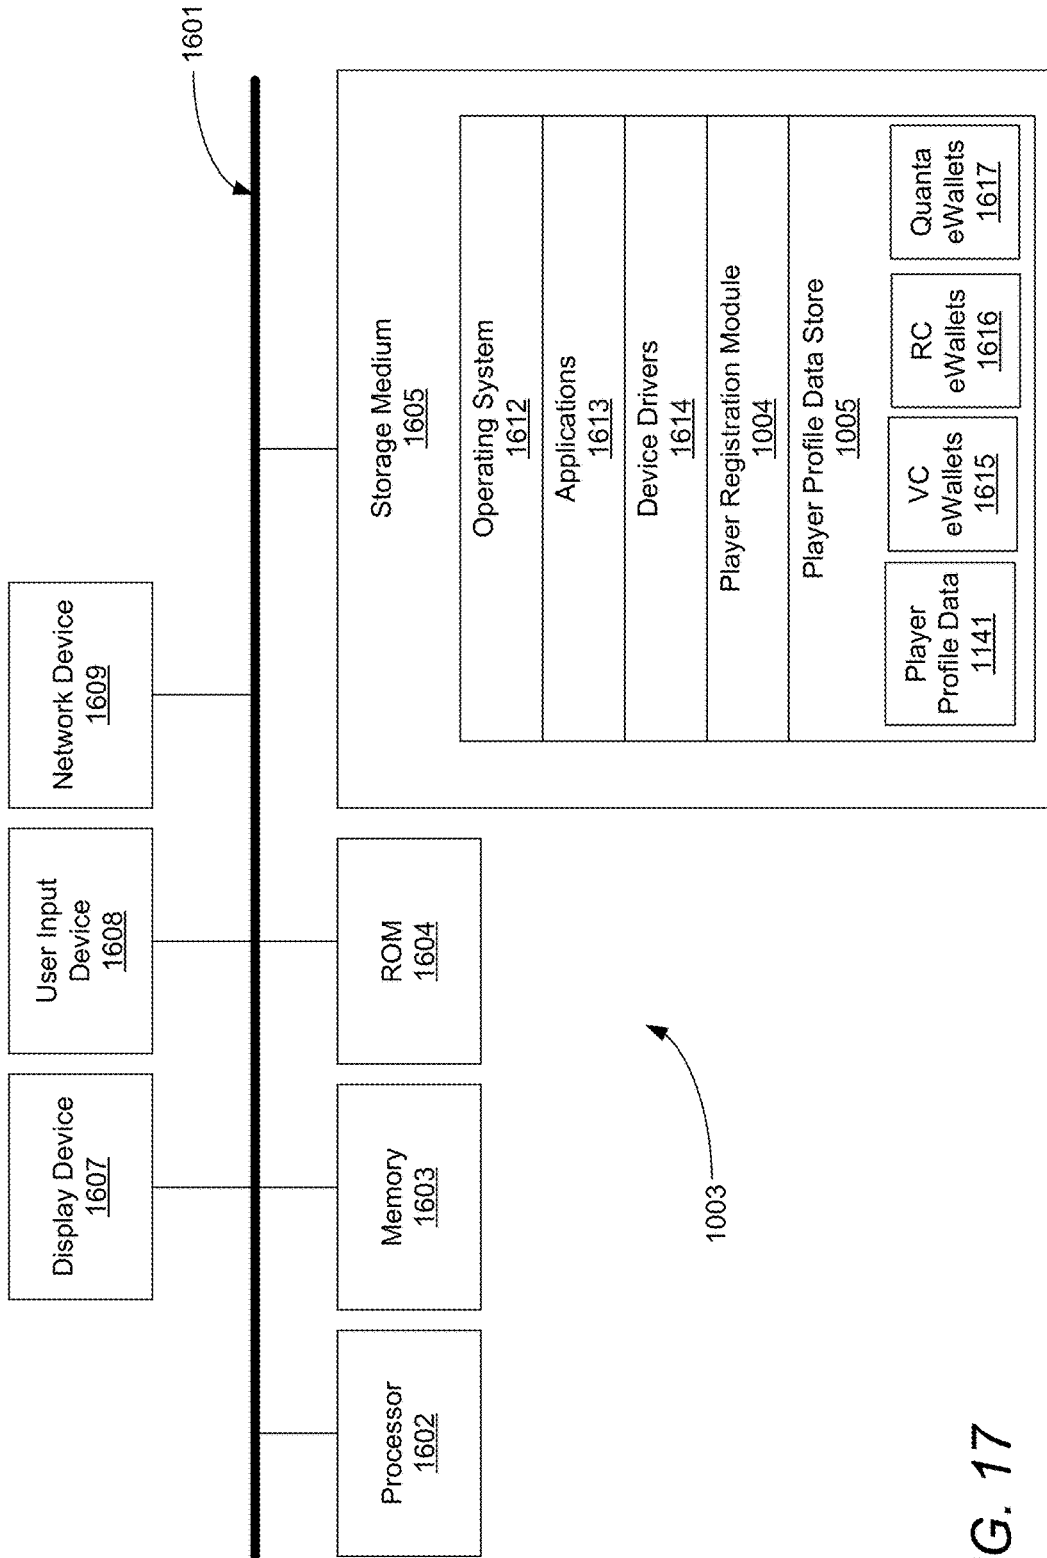 1601
Display Device
1607
User Input
Device
1608
Network Device
1609
Processor
1602
Memory
1603
ROM
1604
Storage Medium
1605
Operating System
1612
Applications
1613
Device Drivers
1614
Player Registration Module
1004
Player Profile Data Store
1005
Player
Profile Data
1141
VC
eWallets
1615
RC
eWallets
1616
Quanta
eWallets
1617
1003
G. 17